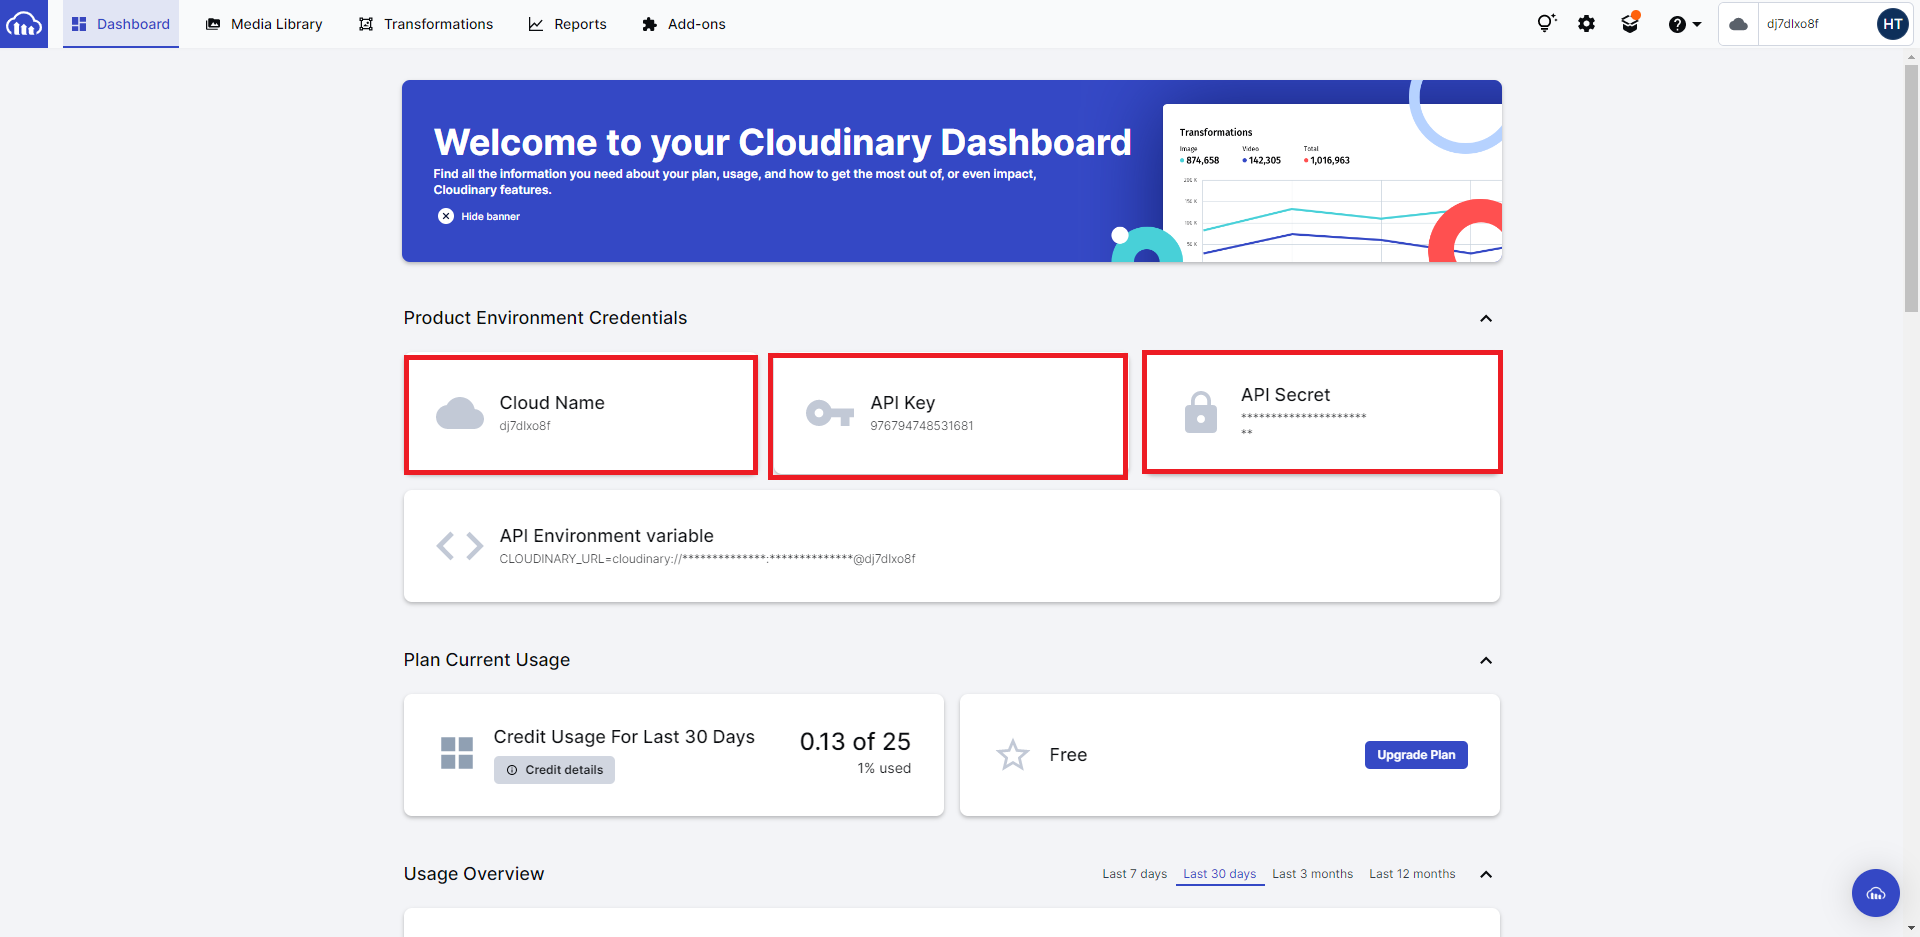 Dashboard
Media Library
Transformations
Reports
Add-ons
dj7dlxo8f
HT
Welcome to your Cloudinary Dashboard
Find all the information you need about your plan, usage, and how to get the most out of, or even impact,
Cloudinary features.
Hide banner
Transformations
Image
Video
Total
874,658
142,305
1,016,963
200 K
150 K
100 K
50 K
Product Environment Credentials
Cloud Name
dj7dlxo8f
API Key
976794748531681
API Secret
*********************
**
API Environment variable
CLOUDINARY_URL=cloudinary://**************:**************@dj7dlxo8f
Plan Current Usage
Credit Usage For Last 30 Days
Credit details
0.13 of 25
1% used
Free
Upgrade Plan
Usage Overview
Last 7 days
Last 30 days
Last 3 months
Last 12 months